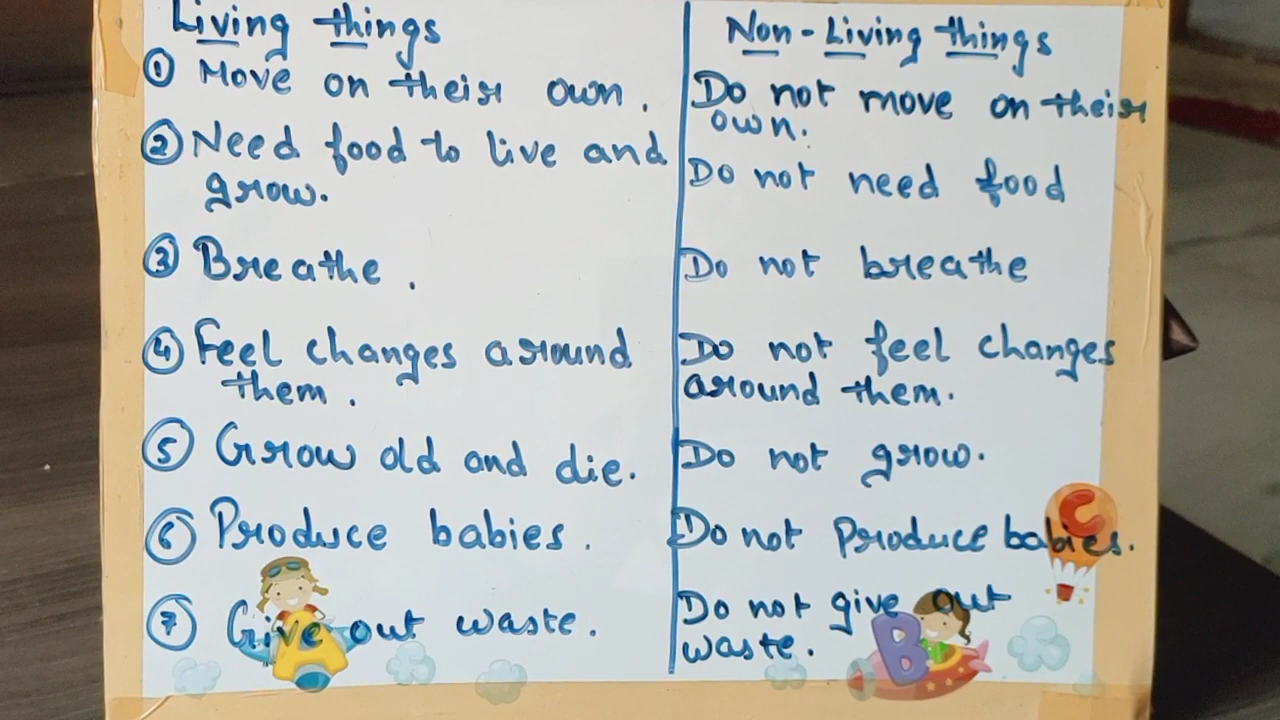 Living things
① Move on their own.
② Need food to live and
grow.
③ Breathe.
④ Feel changes around
them.
⑤ Grow old and die.
⑥ Produce babies.
⑦ Give out waste.
Non-Living things
Do not move on their
own.
Do not need food
Do not breathe
Do not feel changes
around them.
Do not grow.
Do not Produce babies.
Do not give out
waste.
A
B
C